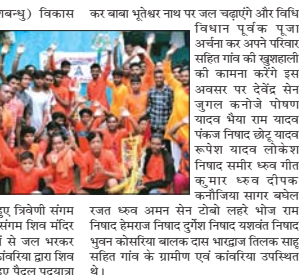 शबन्धु) विकास
हुए त्रिवेणी संगम
संगम शिव मंदिर
से जल भरकर
कांवरिया द्वारा शिव
हुए पैदल पदयात्रा
कर बाबा भूतेश्वर नाथ पर जल चढ़ाएंगे और विधि
विधान पूर्वक पूजा
अर्चना कर अपने परिवार
सहित गांव की खुशहाली
की कामना करेंगे इस
अवसर पर देवेंद्र सेन
जुगल कनोजे पोषण
यादव भैया राम यादव
पंकज निषाद छोटू यादव
रूपेश यादव लोकेश
निषाद समीर ध्रुव गीत
कुमार ध्रुव दीपक
कनौजिया सागर बघेल
रजत ध्रुव अमन सेन टोबो लहरे भोज राम
निषाद हेमराज निषाद दुर्गेश निषाद यशवंत निषाद
भुवन कोसरिया बालक दास भारद्वाज तिलक साहू
सहित गांव के ग्रामीण एवं कांवरिया उपस्थित
थे।